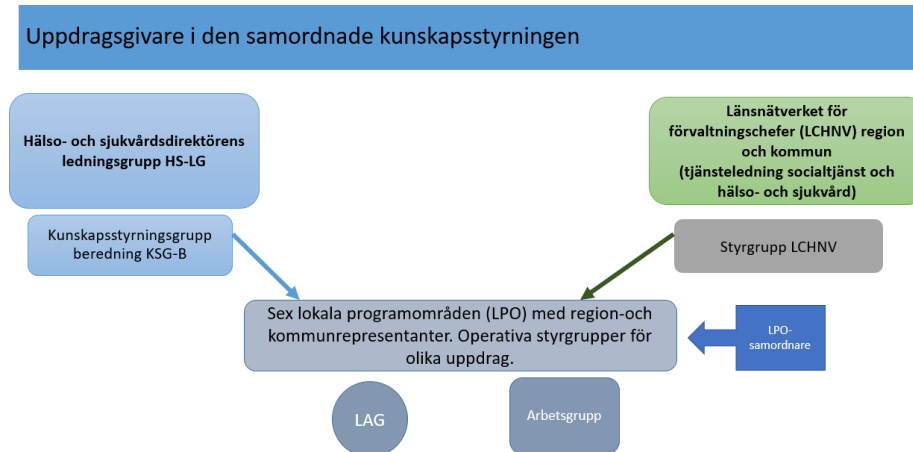 Uppdragsgivare i den samordnade kunskapsstyrningen
Hälso- och sjukvårdsdirektörens
ledningsgrupp HS-LG
Länsnätverket för
förvaltningschefer (LCHNV) region
och kommun
(tjänsteledning socialtjänst och
hälso- och sjukvård)
Kunskapsstyrningsgrupp
beredning KSG-B
Styrgrupp LCHNV
Sex lokala programområden (LPO) med region-och
kommunrepresentanter. Operativa styrgrupper för
olika uppdrag.
LPO-
samordnare
LAG
Arbetsgrupp